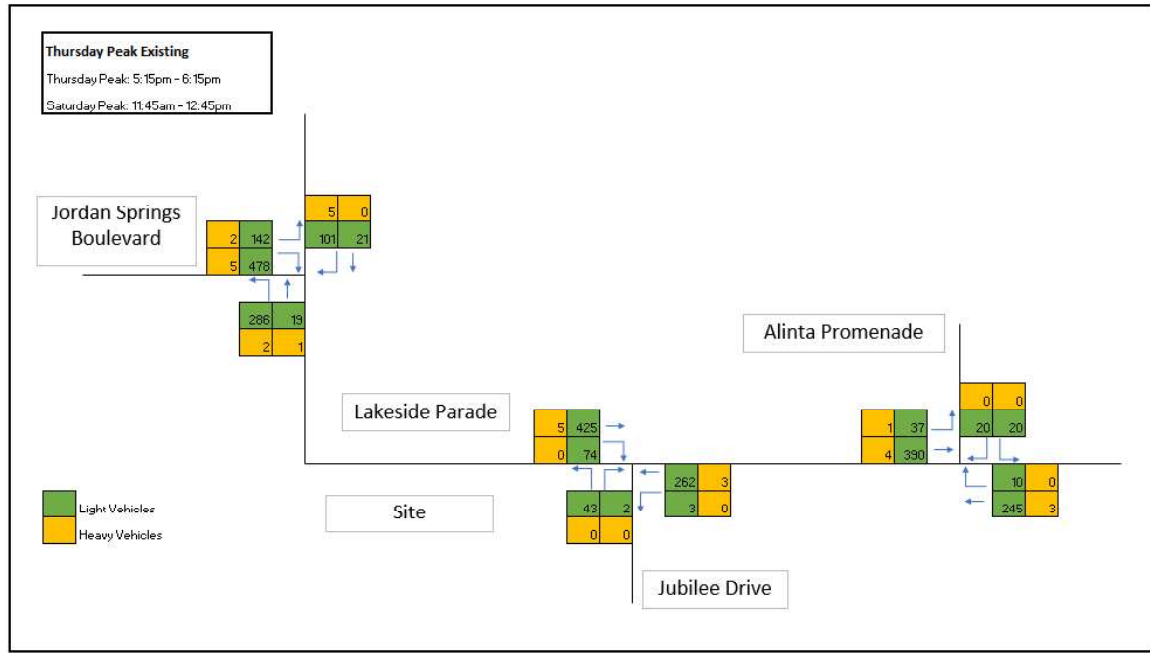 Thursday Peak Existing
Thursday Peak: 5:15pm - 6:15pm
Saturday Peak: 11:45am - 12:45pm
Jordan Springs
Boulevard
5 0
101 21
2 142
5 478
286 19
2 1
Alinta Promenade
Lakeside Parade
0 0
20 20
5 425
0 74
1 37
4 390
262 3
3 0
10 0
245 3
43 2
0 0
Light Vehicles
Heavy Vehicles
Site
Jubilee Drive